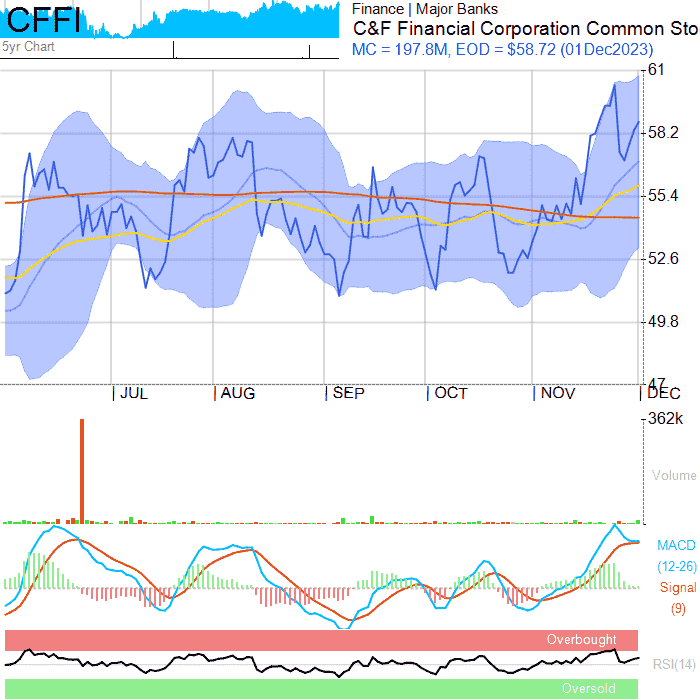 CFFI
Finance | Major Banks
C&F Financial Corporation Common Sto
5yr Chart
MC = 197.8M, EOD = $58.72 (01Dec2023)
61
58.2
55.4
52.6
49.8
47
JUL
AUG
SEP
OCT
NOV
DEC
362k
Volume
MACD
(12-26)
Signal
(9)
Overbought
RSI(14)
Oversold